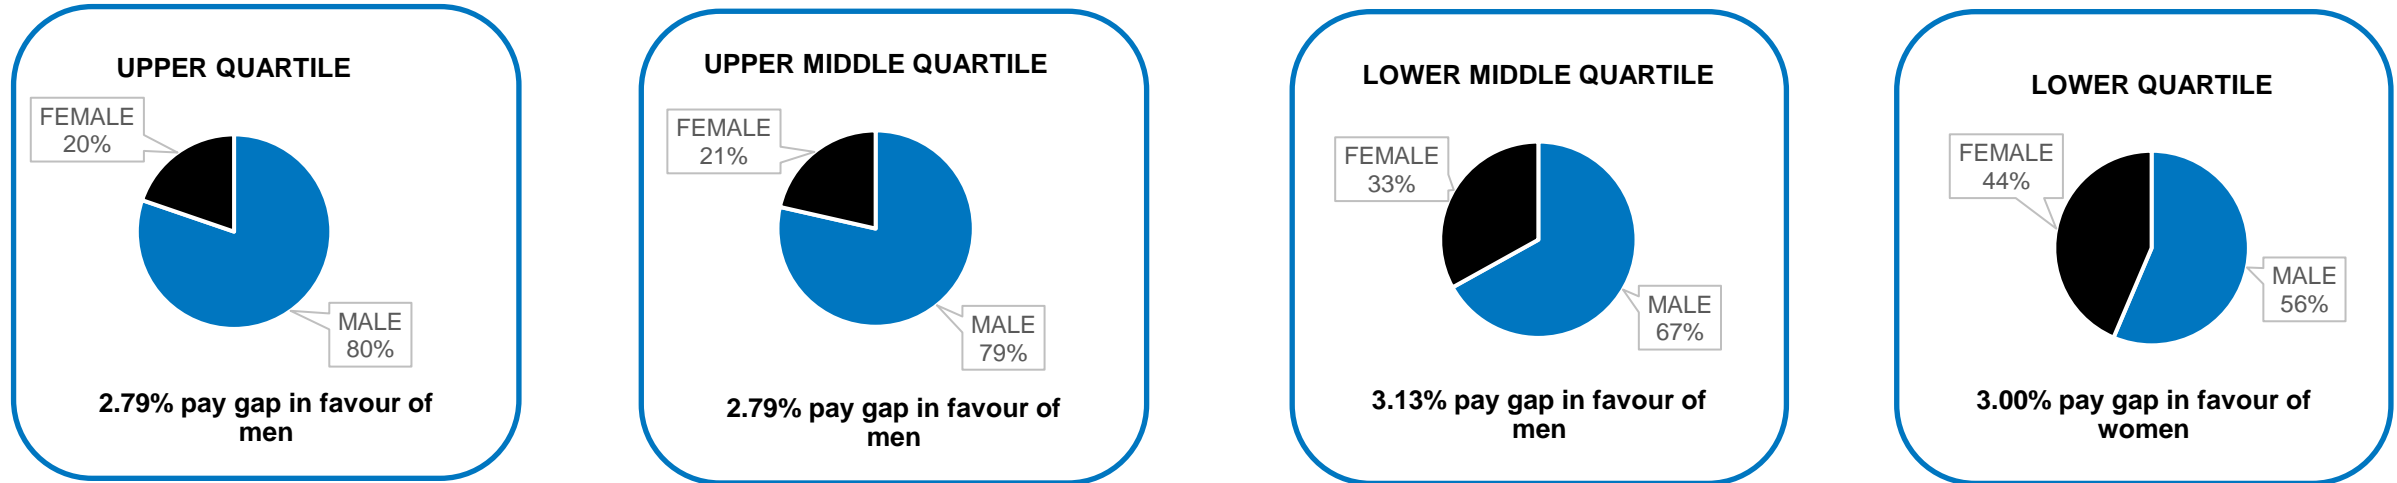 UPPER QUARTILE
FEMALE
20%
MALE
80%
2.79% pay gap in favour of
men
UPPER MIDDLE QUARTILE
FEMALE
21%
MALE
79%
2.79% pay gap in favour of
men
LOWER MIDDLE QUARTILE
FEMALE
33%
MALE
67%
3.13% pay gap in favour of
men
LOWER QUARTILE
FEMALE
44%
MALE
56%
3.00% pay gap in favour of
women